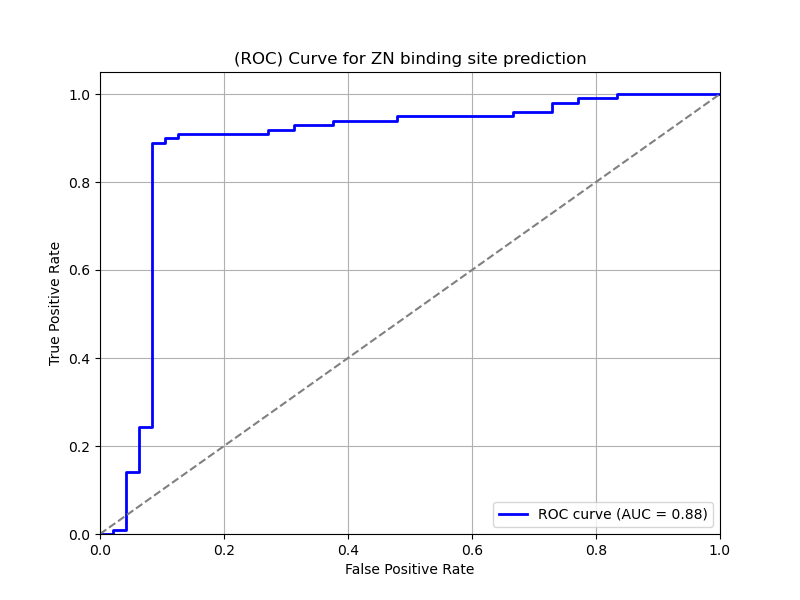 (ROC) Curve for ZN binding site prediction
1.0
0.8
0.6
0.4
0.2
0.0
True Positive Rate
ROC curve (AUC = 0.88)
0.0 0.2 0.4 0.6 0.8 1.0
False Positive Rate